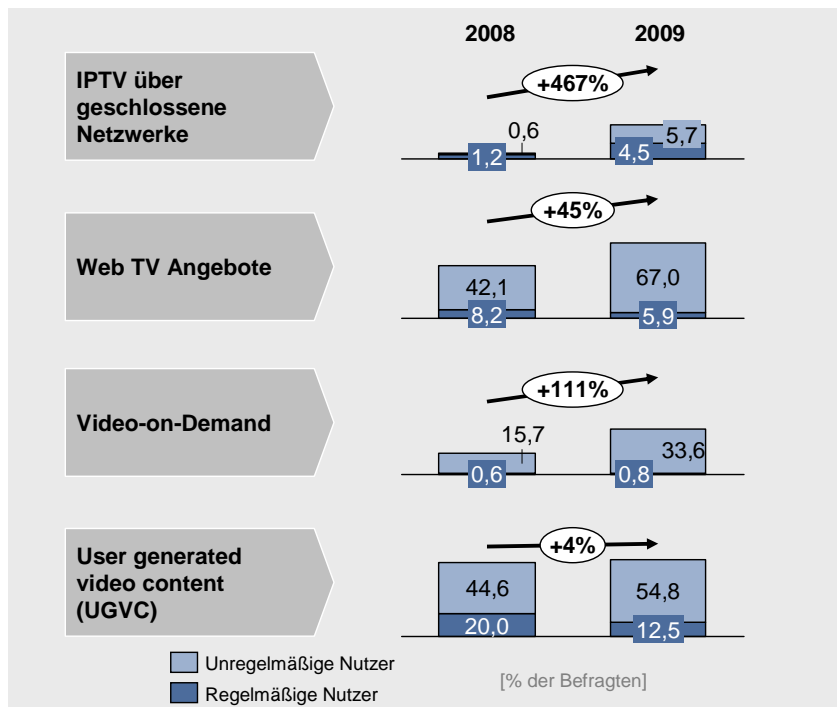 2008 2009
IPTV über
geschlossene
Netzwerke
+467%
0,6
1,2
5,7
4,5
Web TV Angebote
+45%
42,1
8,2
67,0
5,9
Video-on-Demand
+111%
15,7
0,6
33,6
0,8
User generated
video content
(UGVC)
+4%
44,6
20,0
54,8
12,5
Unregelmäßige Nutzer
Regelmäßige Nutzer
[% der Befragten]